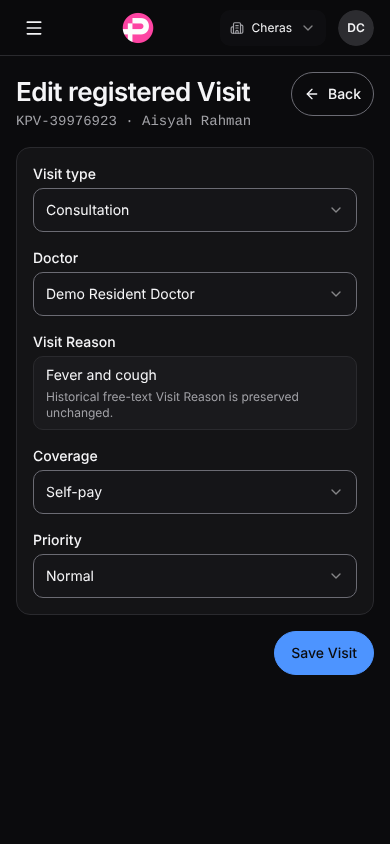 Cheras
DC
Edit registered Visit
Back
KPV-39976923 · Aisyah Rahman
Visit type
Consultation
Doctor
Demo Resident Doctor
Visit Reason
Fever and cough
Historical free-text Visit Reason is preserved
unchanged.
Coverage
Self-pay
Priority
Normal
Save Visit